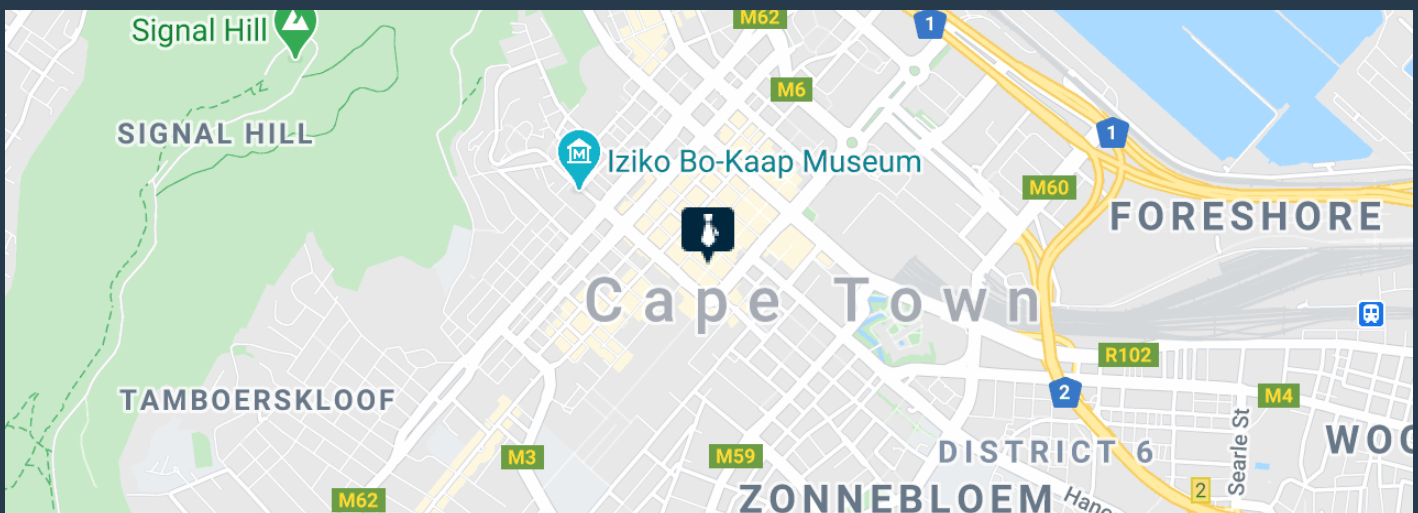 M62
Signal Hill
1
M6
SIGNAL HILL
1
M
Iziko Bo-Kaap Museum
M60
FORESHORE
Cape Town
R102
TAMBOERSKLOOF
2
M4
Searle St
WOO
DISTRICT 6
M3
M59
M62
ZONNEBLOEM
Hano
2